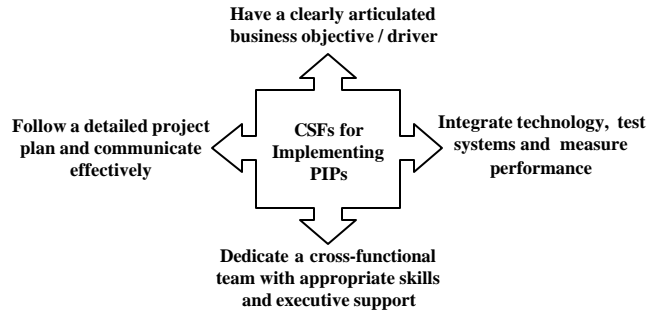 Have a clearly articulated
business objective / driver
Follow a detailed project
plan and communicate
effectively
CSFs for
Implementing
PIPs
Integrate technology, test
systems and measure
performance
Dedicate a cross-functional
team with appropriate skills
and executive support